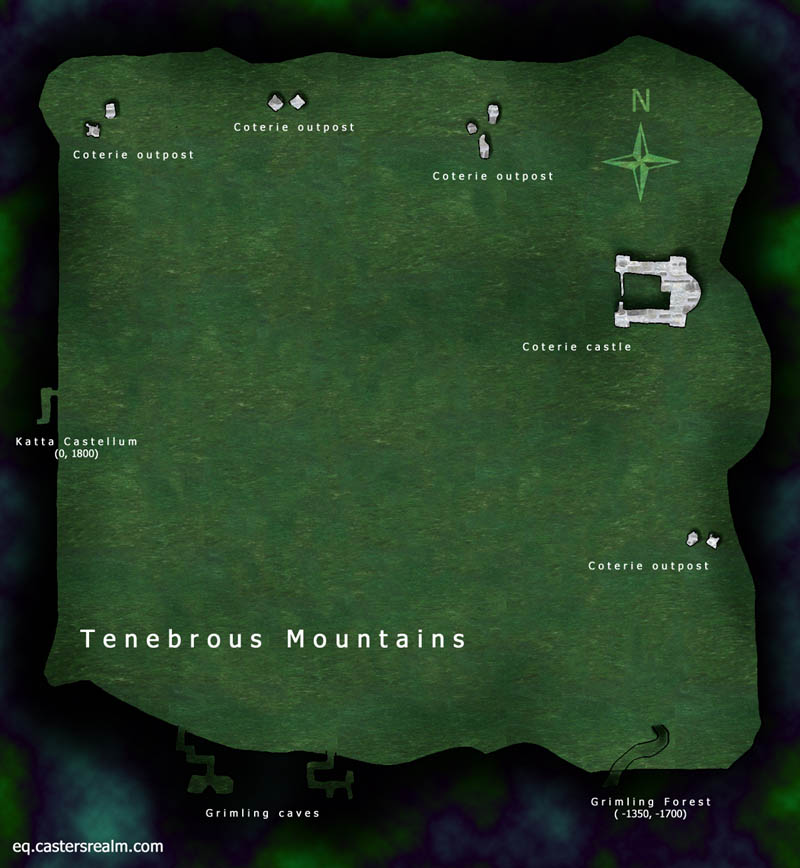 N
Coterie outpost
Coterie outpost
Coterie outpost
Coterie castle
Katta Castellum
(0, 1800)
Coterie outpost
Tenebrous Mountains
Grimling caves
Grimling Forest
( -1350, -1700)
eq.castersrealm.com